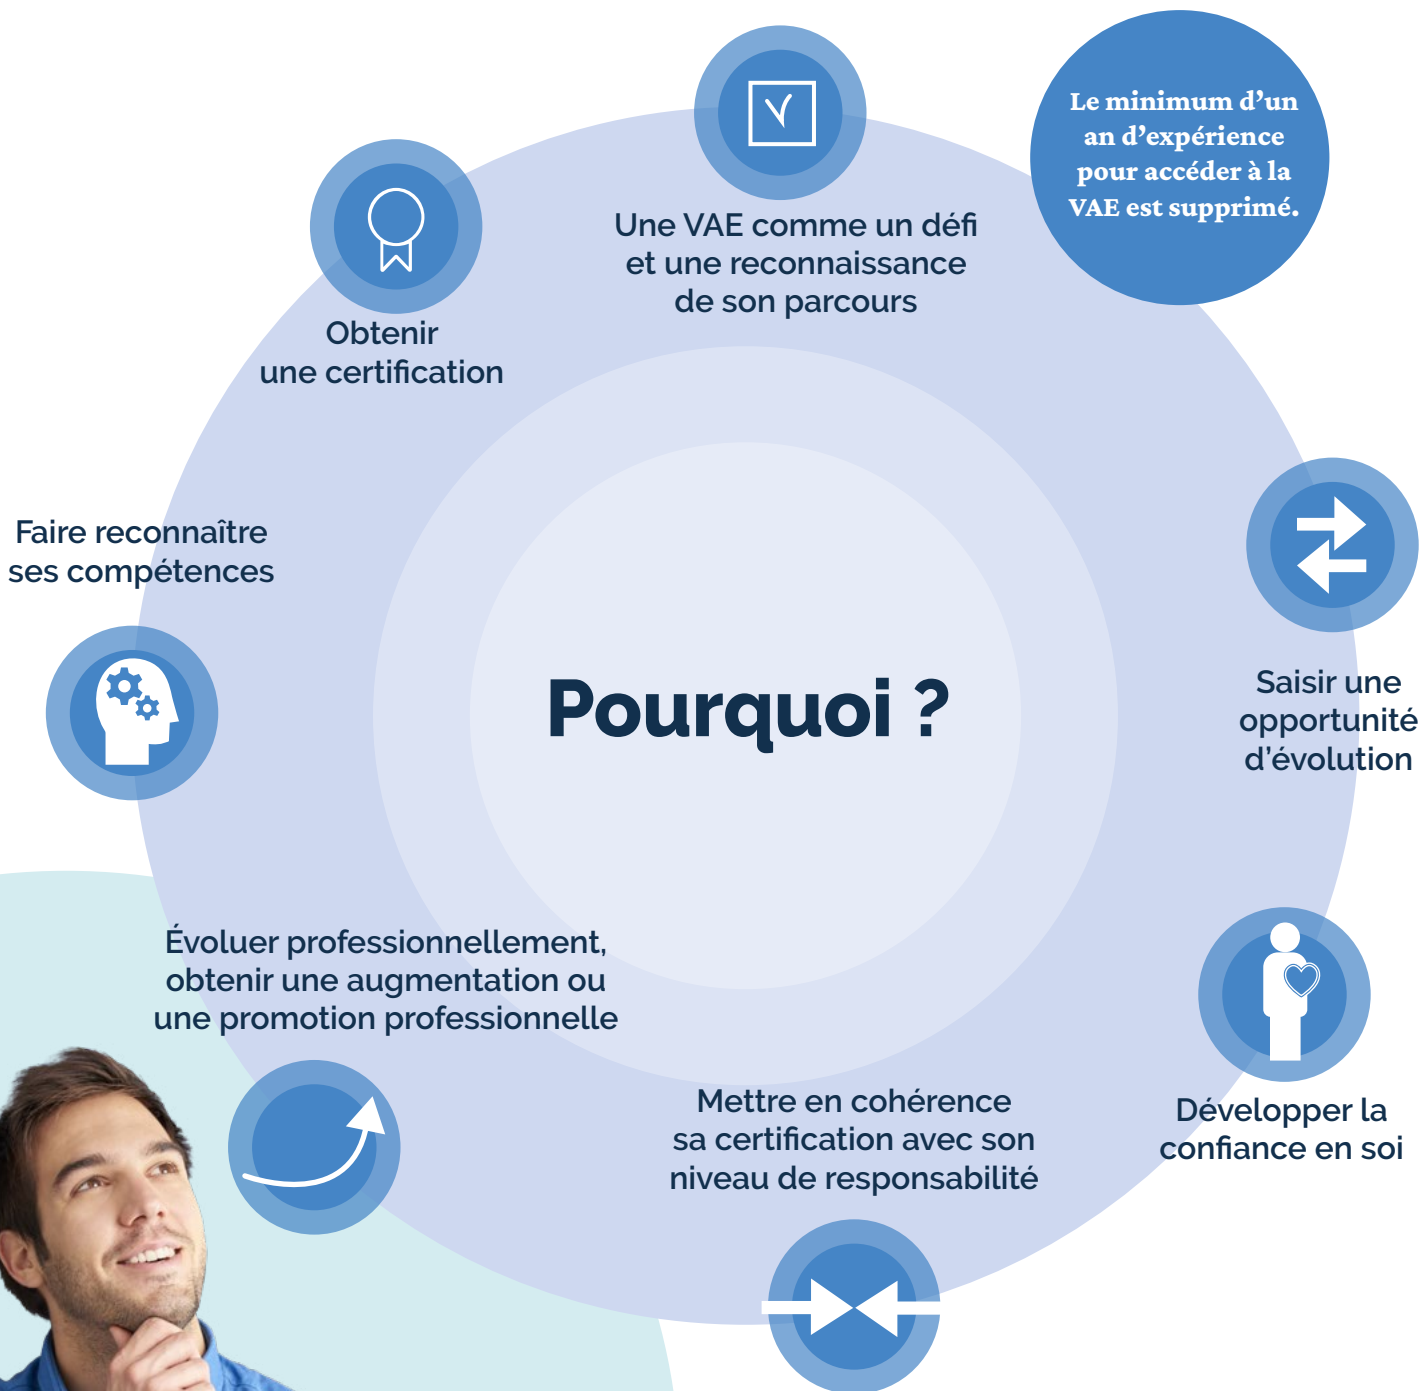 Le minimum d’un
an d’expérience
pour accéder à la
VAE est supprimé.
Une VAE comme un défi
et une reconnaissance
de son parcours
Obtenir
une certification
Faire reconnaître
ses compétences
Pourquoi ?
Saisir une
opportunité
d’évolution
Évoluer professionnellement,
obtenir une augmentation ou
une promotion professionnelle
Mettre en cohérence
sa certification avec son
niveau de responsabilité
Développer la
confiance en soi